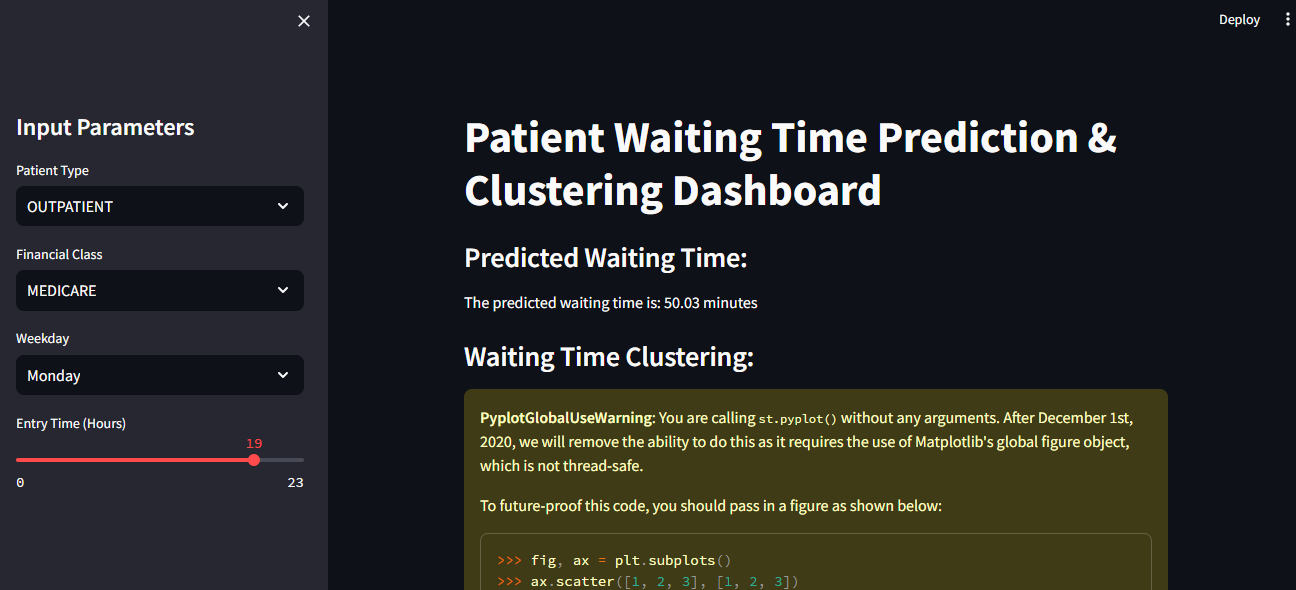 Deploy
Input Parameters
Patient Type
OUTPATIENT
Financial Class
MEDICARE
Weekday
Monday
Entry Time (Hours)
19
0 23
Patient Waiting Time Prediction &
Clustering Dashboard
Predicted Waiting Time:
The predicted waiting time is: 50.03 minutes
Waiting Time Clustering:
PyplotGlobalUseWarning: You are calling st.pyplot() without any arguments. After December 1st,
2020, we will remove the ability to do this as it requires the use of Matplotlib's global figure object,
which is not thread-safe.
To future-proof this code, you should pass in a figure as shown below:
>>> fig, ax = plt.subplots()
>>> ax.scatter([1, 2, 3], [1, 2, 3])